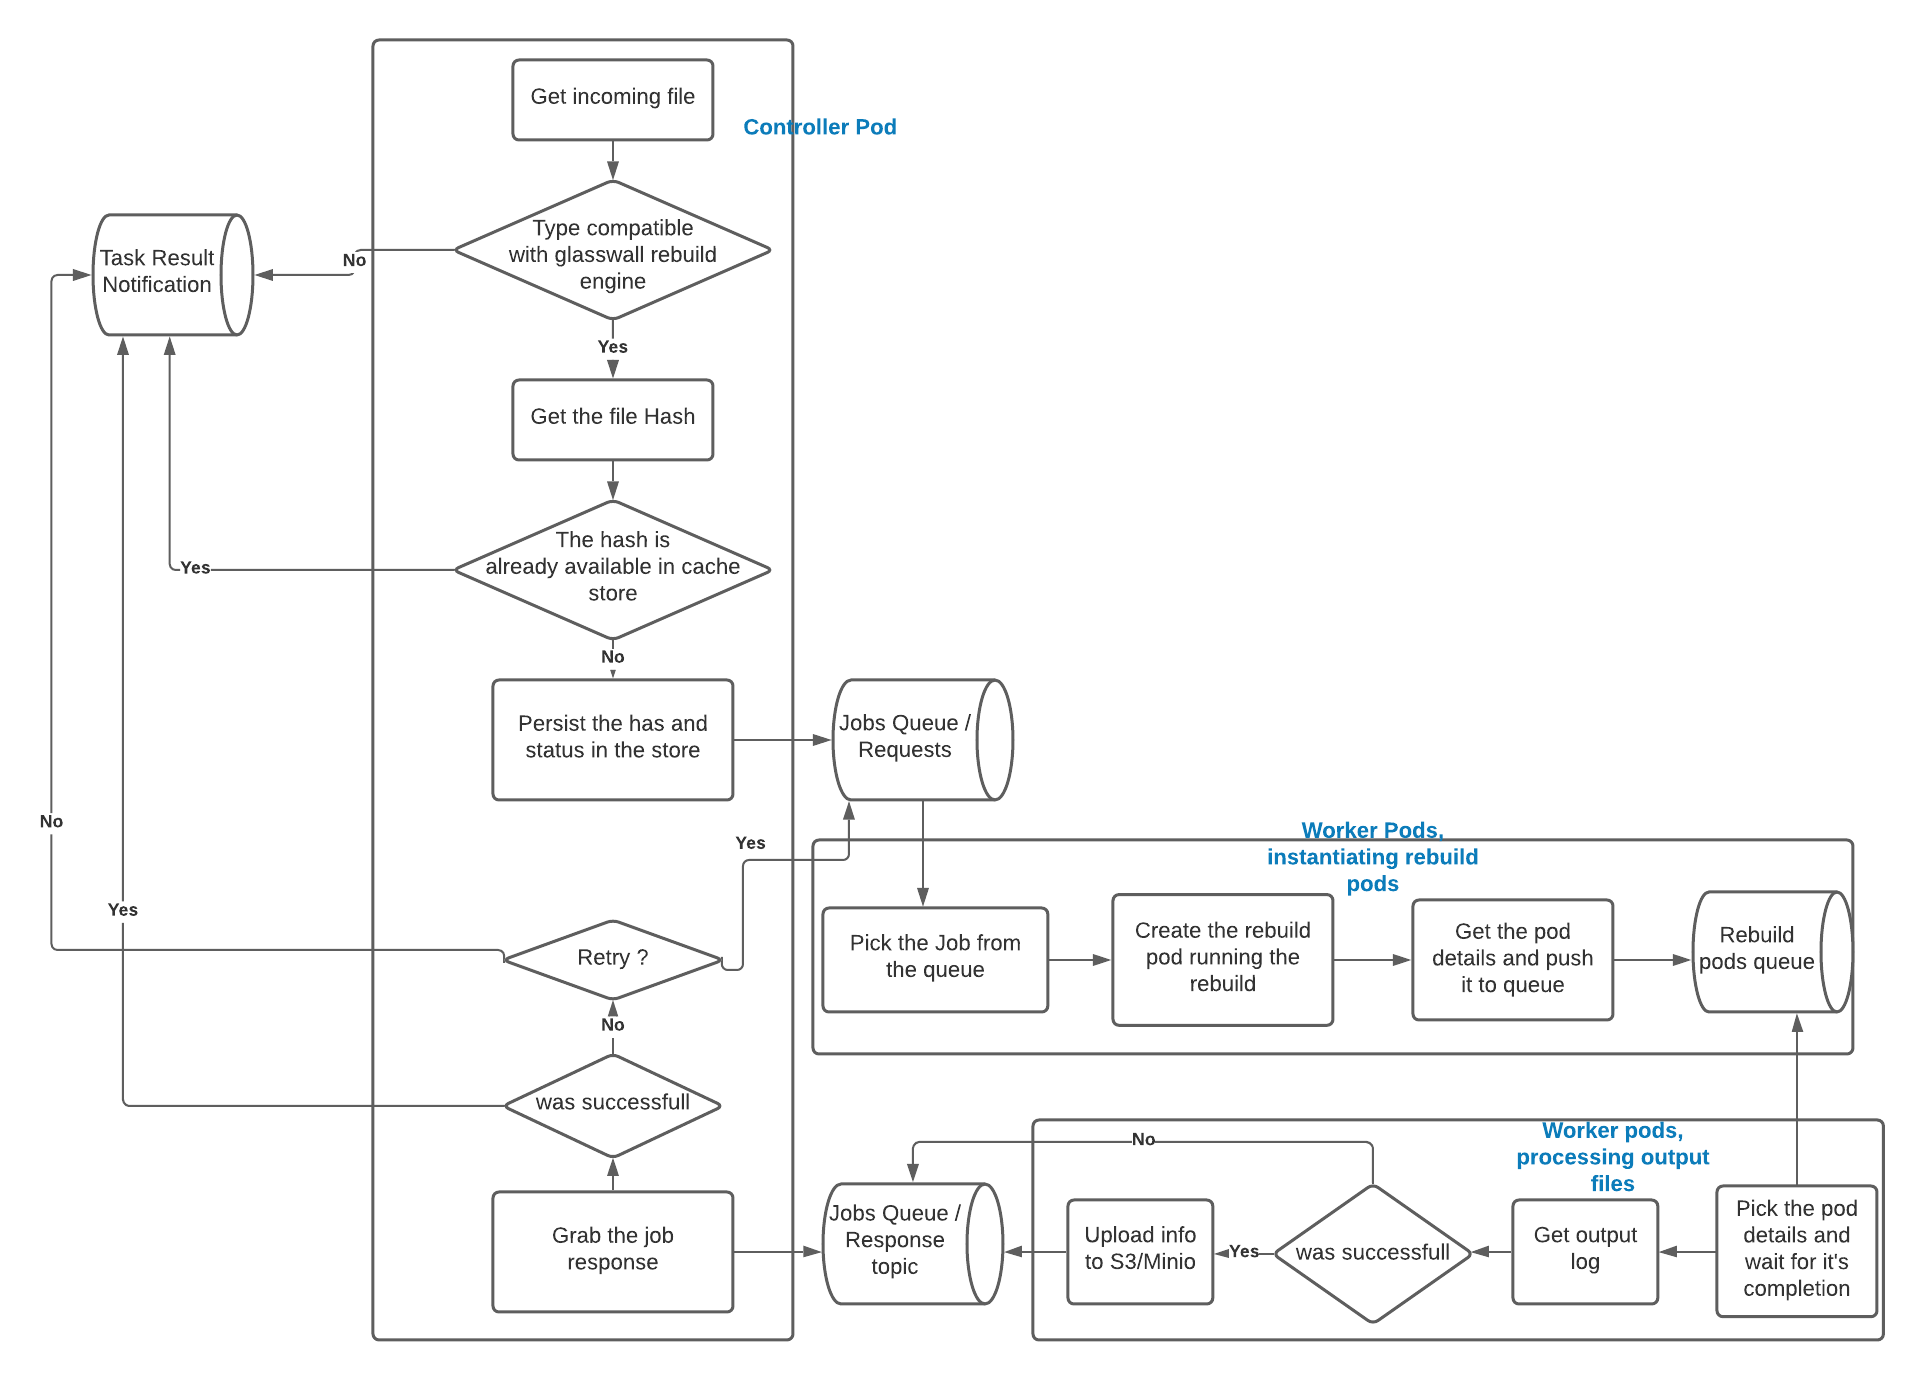 Get incoming file
Controller Pod
Type compatible
with glasswall rebuild
engine
No
Task Result
Notification
Yes
Get the file Hash
The hash is
already available in cache
store
Yes
No
Persist the has and
status in the store
Jobs Queue /
Requests
No
Yes
Yes
Retry ?
No
was successfull
Grab the job
response
Worker Pods,
instantiating rebuild
pods
Pick the Job from
the queue
Create the rebuild
pod running the
rebuild
Get the pod
details and push
it to queue
Rebuild
pods queue
Worker pods,
processing output
files
No
Jobs Queue /
Response
topic
Upload info
to S3/Minio
Yes
was successfull
Get output
log
Pick the pod
details and
wait for it's
completion